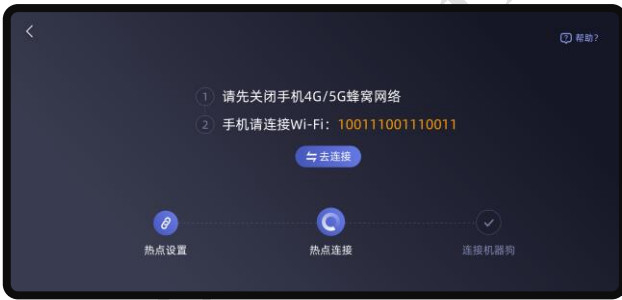 帮助?
1 请先关闭手机4G/5G蜂窝网络
2 手机请连接Wi-Fi: 100111001110011
去连接
热点设置
热点连接
连接机器狗